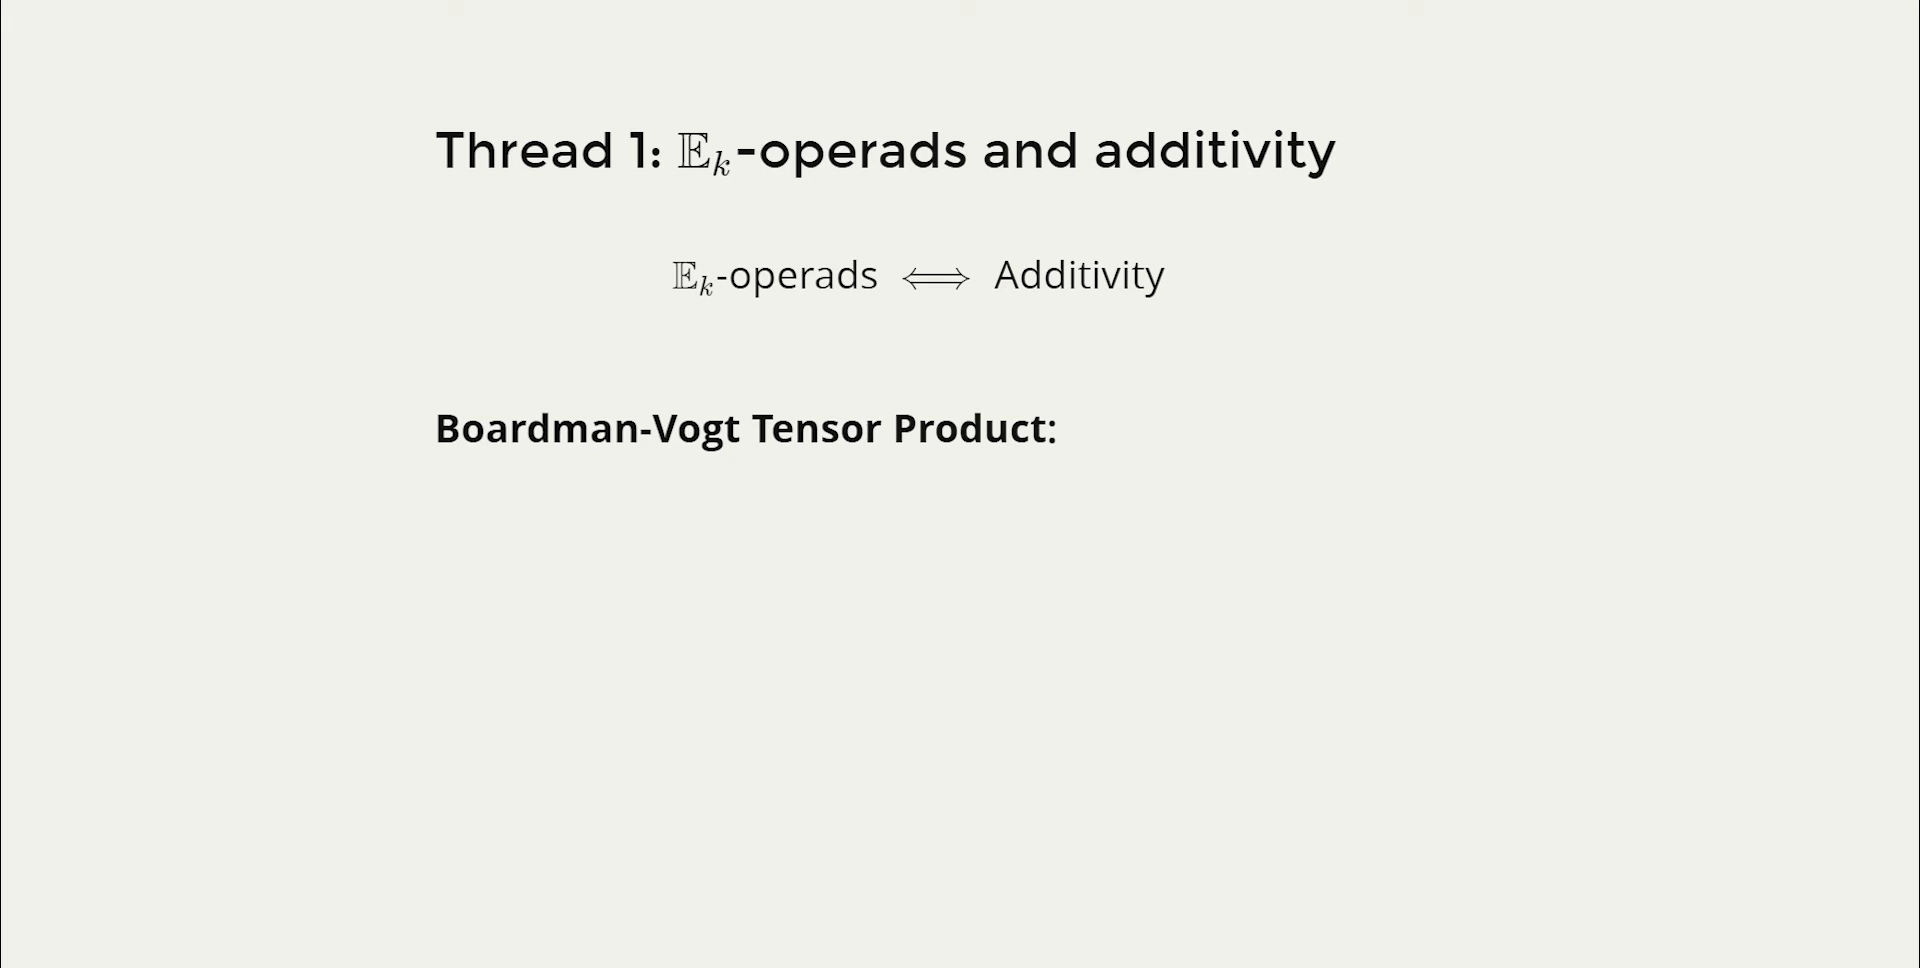 Thread 1: 𝔼ₖ-operads and additivity
𝔼ₖ-operads ⟺ Additivity
Boardman-Vogt Tensor Product: